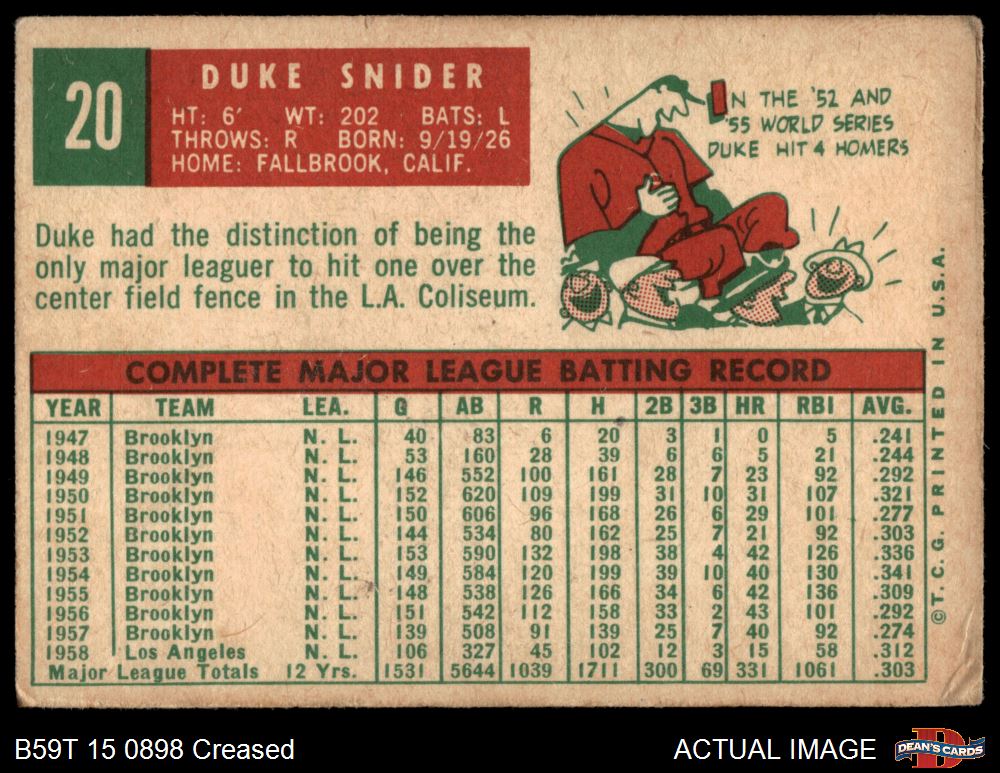 20
DUKE SNIDER
HT: 6' WT: 202 BATS: L
THROWS: R BORN: 9/19/26
HOME: FALLBROOK, CALIF.
IN THE '52 AND
'55 WORLD SERIES
DUKE HIT 4 HOMERS
Duke had the distinction of being the
only major leaguer to hit one over the
center field fence in the L.A. Coliseum.
COMPLETE MAJOR LEAGUE BATTING RECORD
YEAR TEAM LEA. G AB R H 2B 3B HR RBI AVG.
1947 Brooklyn N. L. 40 83 6 20 3 1 0 5 .241
1948 Brooklyn N. L. 53 160 28 39 6 6 5 21 .244
1949 Brooklyn N. L. 146 552 100 161 28 7 23 92 .292
1950 Brooklyn N. L. 152 620 109 199 31 10 31 107 .321
1951 Brooklyn N. L. 150 606 96 168 26 6 29 101 .277
1952 Brooklyn N. L. 144 534 80 162 25 7 21 92 .303
1953 Brooklyn N. L. 153 590 132 198 38 4 42 126 .336
1954 Brooklyn N. L. 149 584 120 199 39 10 40 130 .341
1955 Brooklyn N. L. 148 538 126 166 34 6 42 136 .309
1956 Brooklyn N. L. 151 542 112 158 33 2 43 101 .292
1957 Brooklyn N. L. 139 508 91 139 25 7 40 92 .274
1958 Los Angeles N. L. 106 327 45 102 12 3 15 58 .312
Major League Totals 12 Yrs. 1531 5644 1039 1711 300 69 331 1061 .303
©T. C. G. PRINTED IN U.S.A.
B59T 15 0898 Creased
ACTUAL IMAGE
D
DEAN'S CARDS